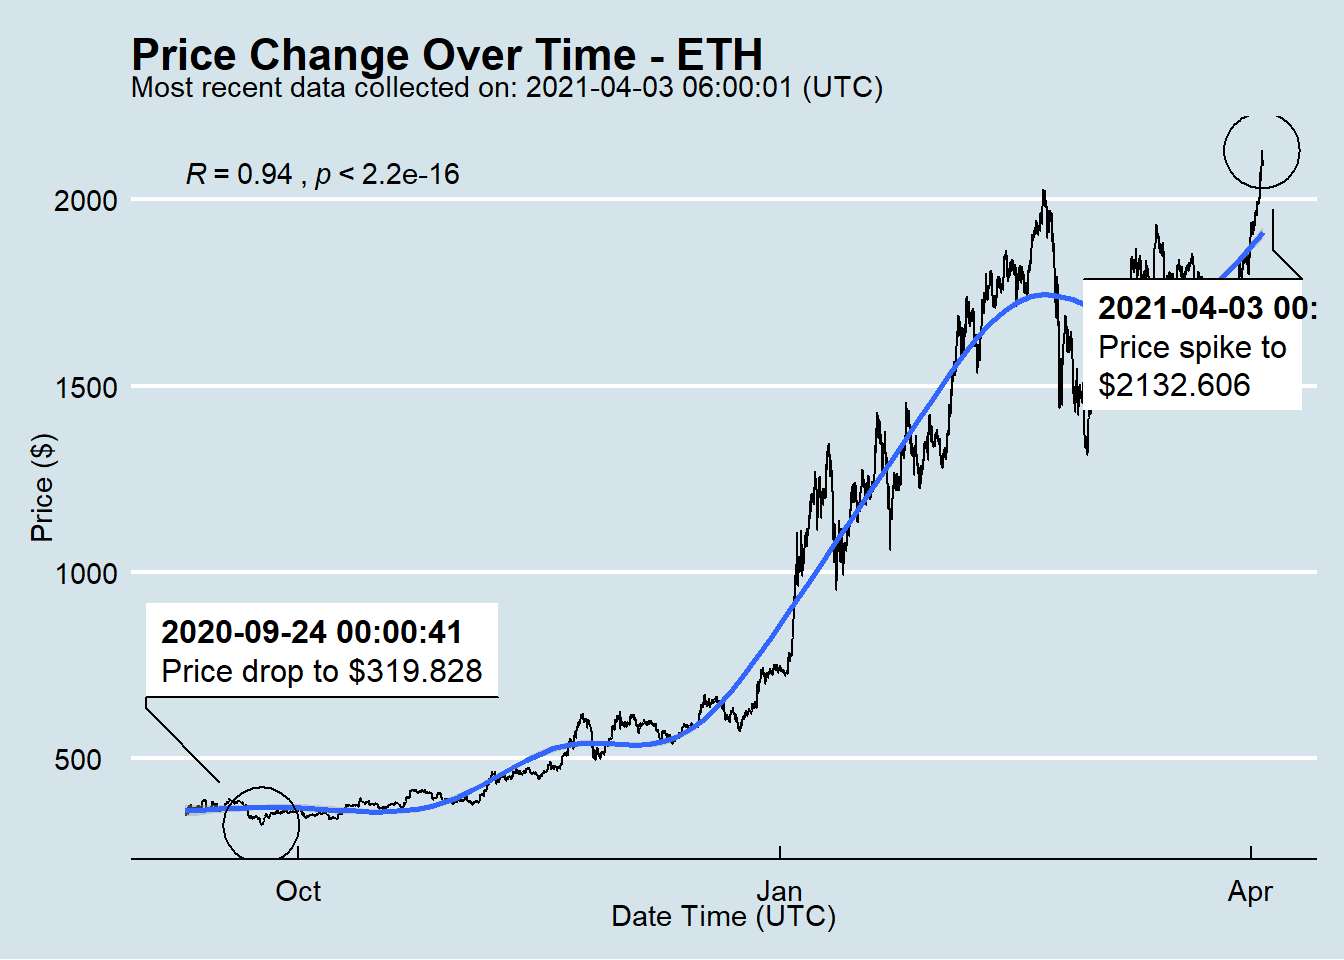 Price Change Over Time - ETH
Most recent data collected on: 2021-04-03 06:00:01 (UTC)
R = 0.94 , p < 2.2e-16
2000
1500
1000
500
Price ($)
2021-04-03 00:
Price spike to
$2132.606
2020-09-24 00:00:41
Price drop to $319.828
Oct
Jan
Apr
Date Time (UTC)